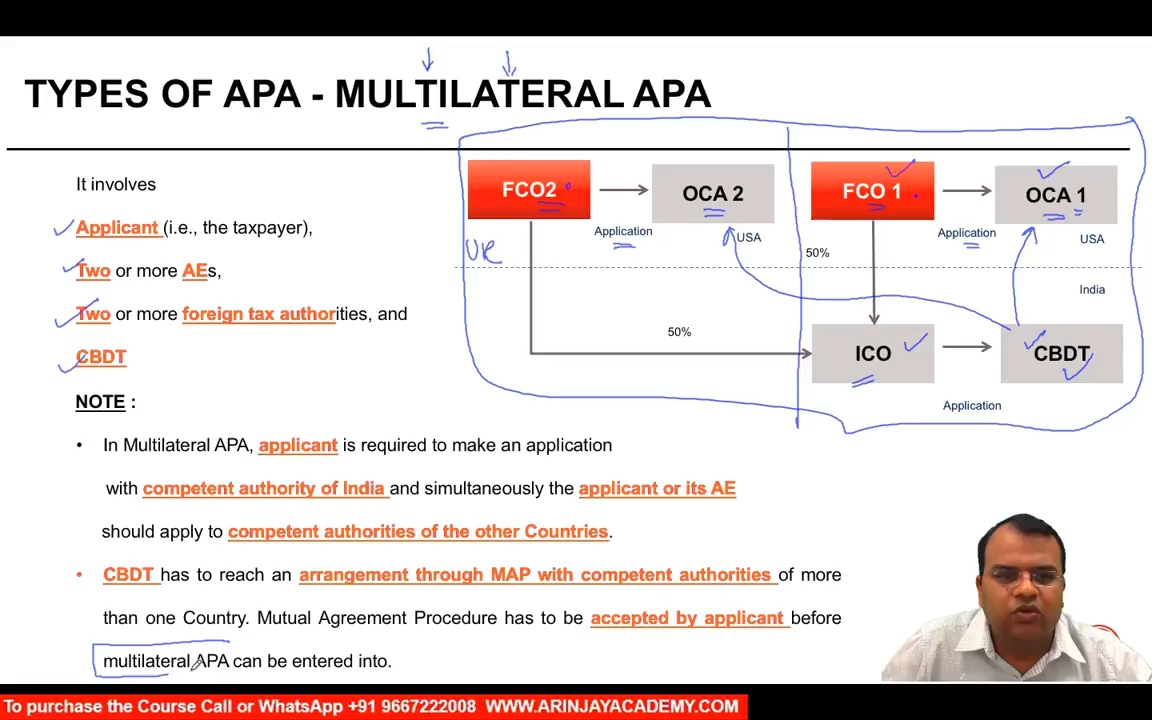 TYPES OF APA - MULTILATERAL APA
It involves
Applicant (i.e., the taxpayer),
Two or more AEs,
Two or more foreign tax authorities, and
CBDT
FCO2
OCA 2
FCO 1
OCA 1
Application
USA
Application
USA
UK
50%
India
50%
ICO
CBDT
Application
NOTE :
• In Multilateral APA, applicant is required to make an application
with competent authority of India and simultaneously the applicant or its AE
should apply to competent authorities of the other Countries.
• CBDT has to reach an arrangement through MAP with competent authorities of more
than one Country. Mutual Agreement Procedure has to be accepted by applicant before
multilateral APA can be entered into.
To purchase the Course Call or WhatsApp +91 9667222008 WWW.ARINJAYACADEMY.COM